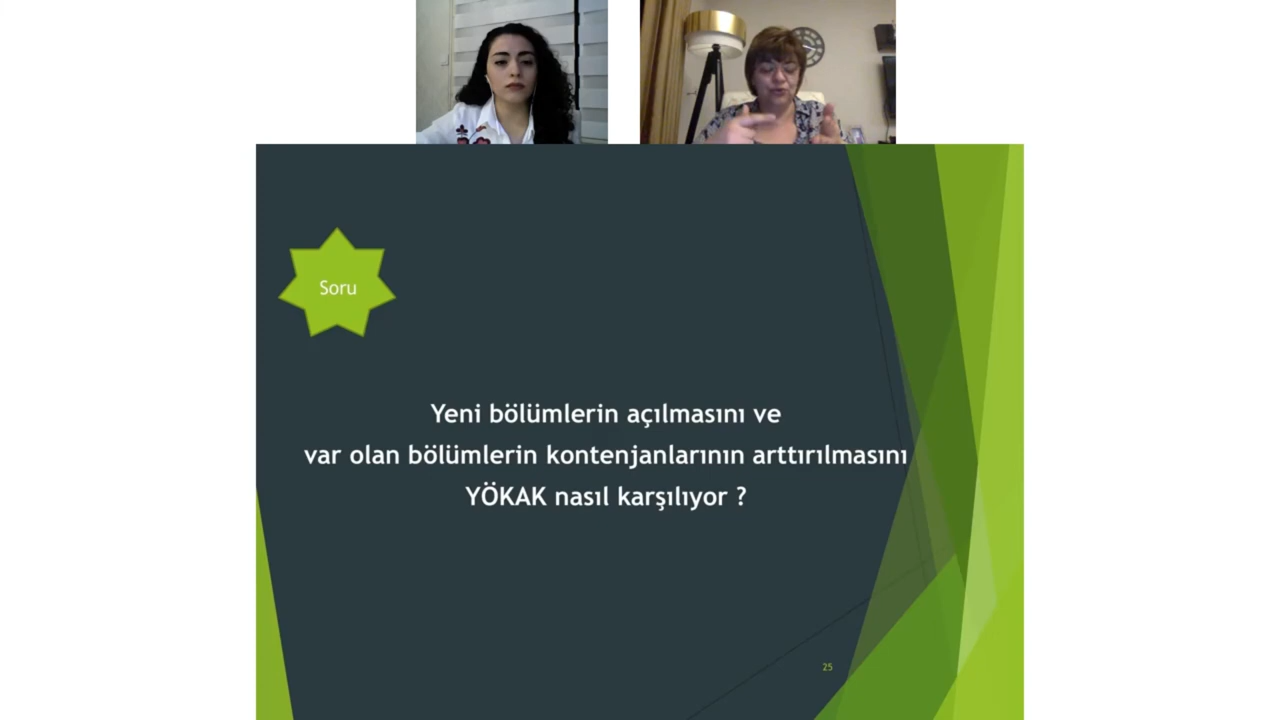 Soru
Yeni bölümlerin açılmasını ve
var olan bölümlerin kontenjanlarının arttırılmasını
YÖKAK nasıl karşılıyor ?
25